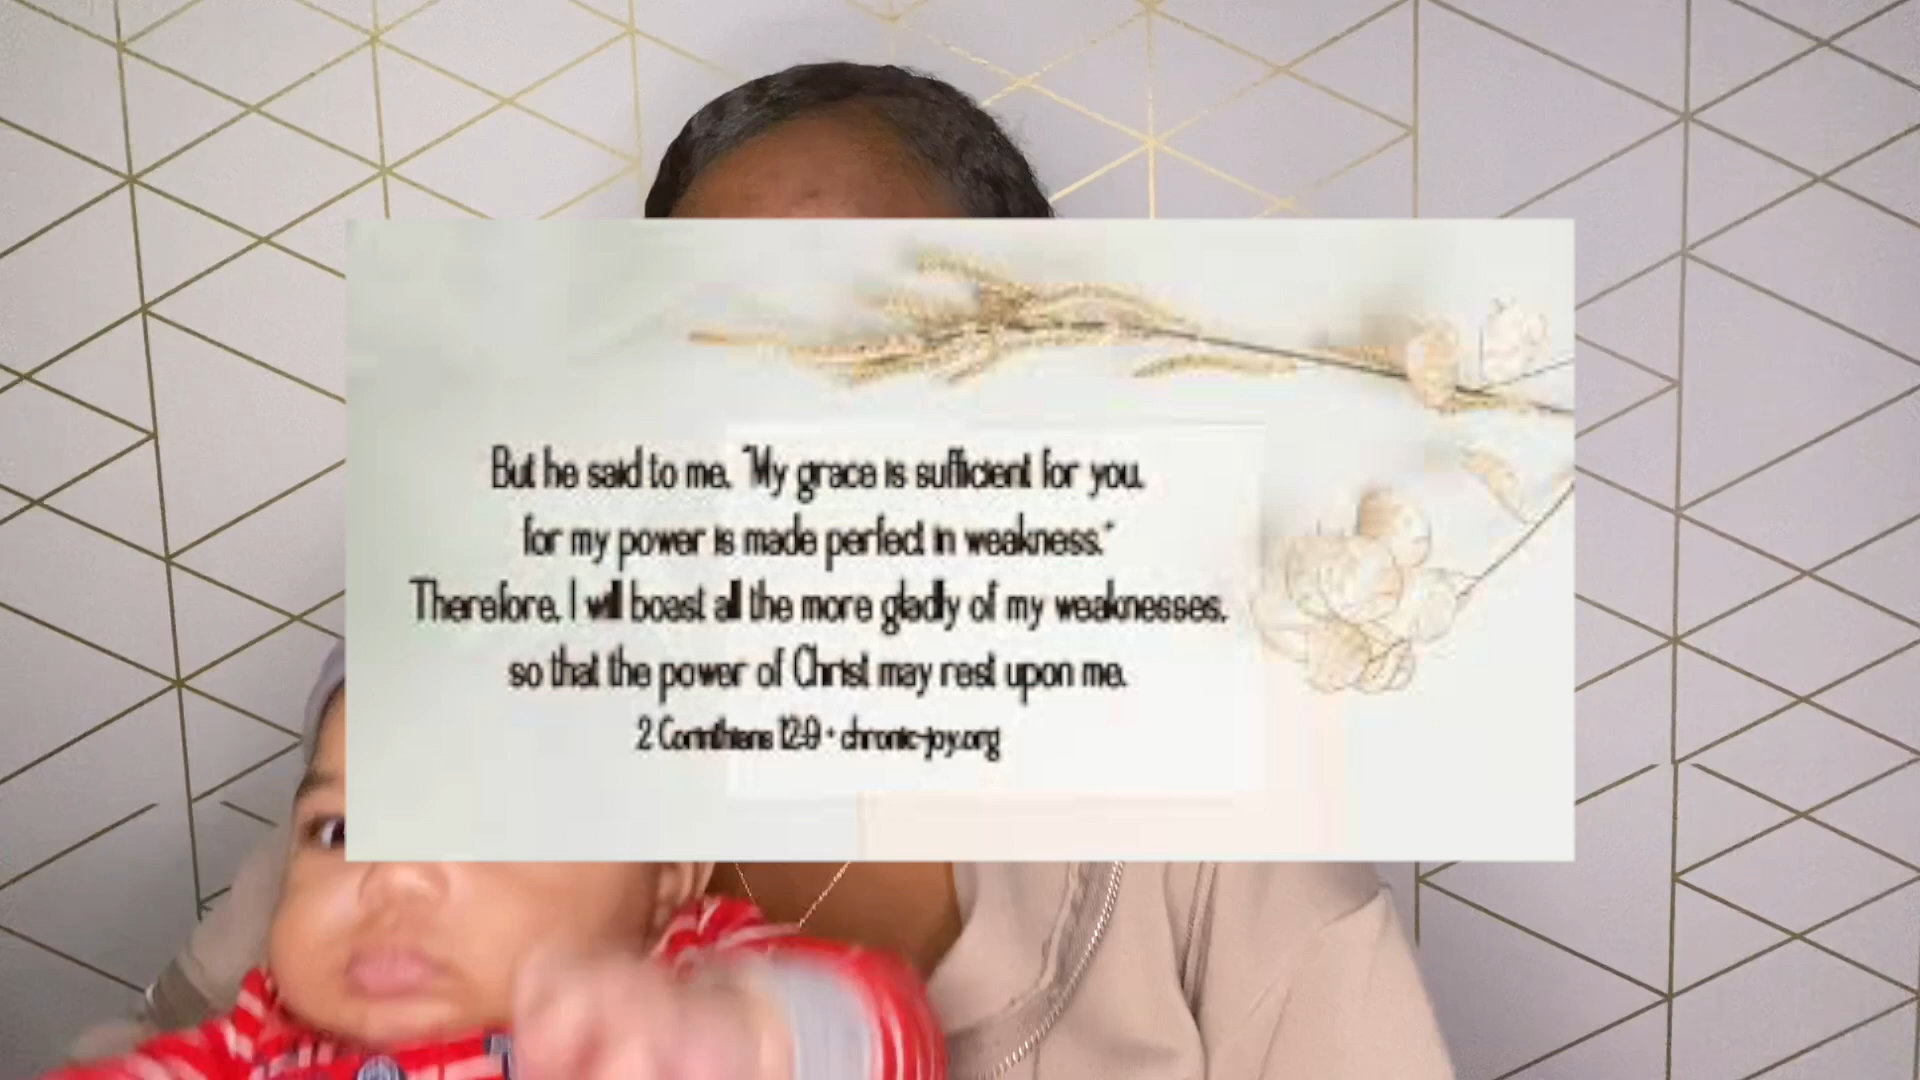 But he said to me, "My grace is sufficient for you,
for my power is made perfect in weakness."
Therefore, I will boast all the more gladly of my weaknesses,
so that the power of Christ may rest upon me.
2 Corinthians 12:9 • chronic-joy.org